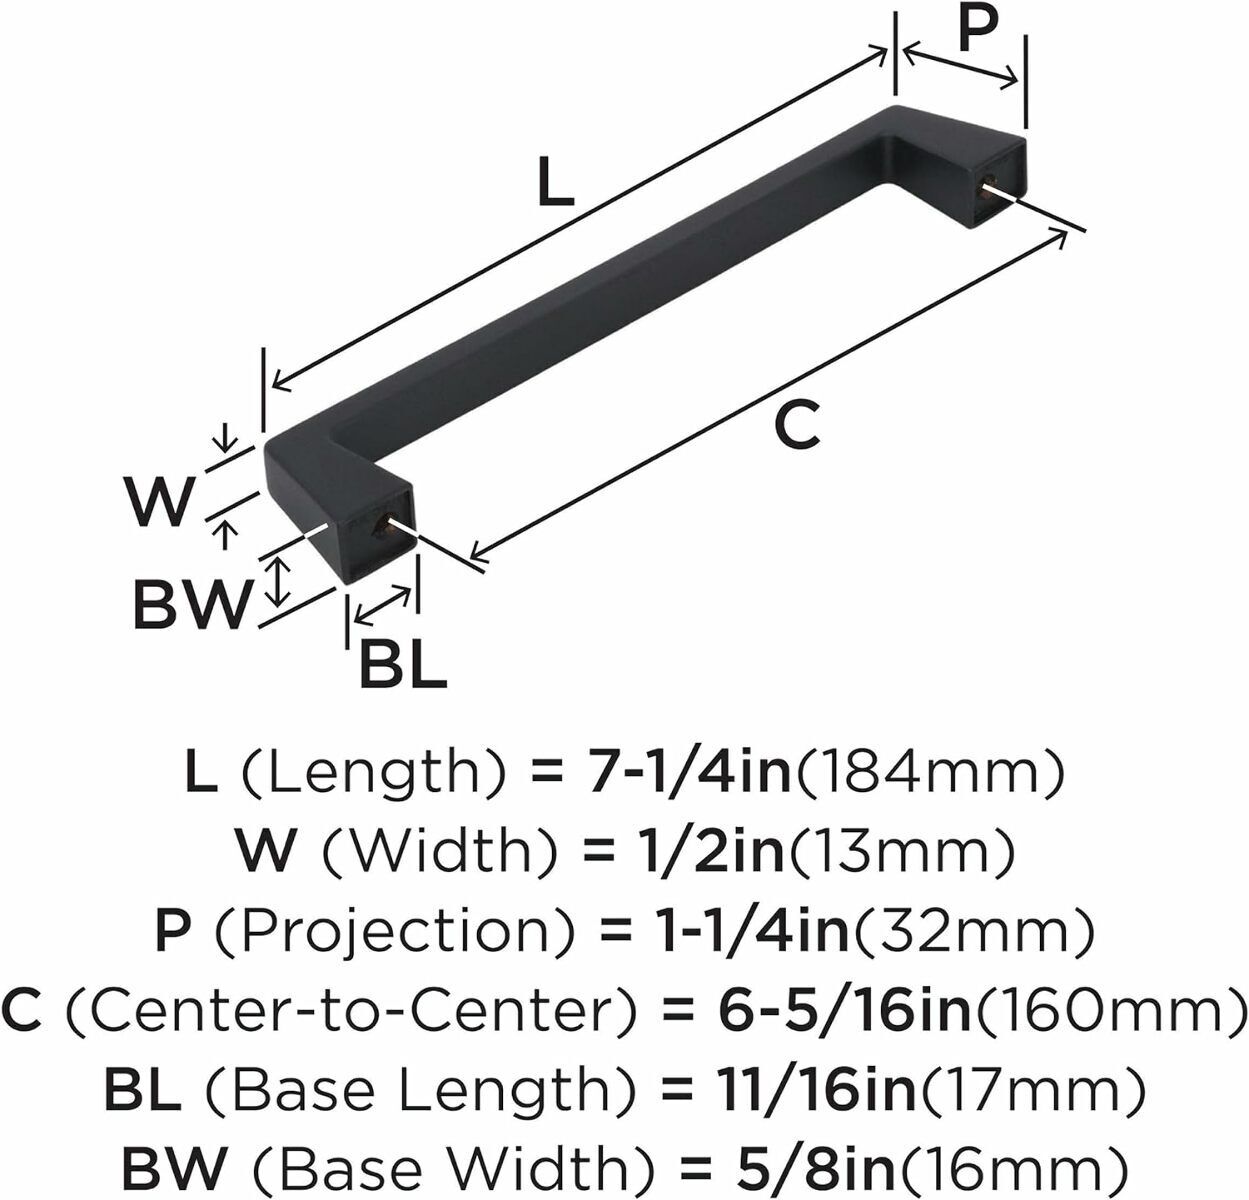 P
L
C
W
BW
BL
L (Length) = 7-1/4in(184mm)
W (Width) = 1/2in(13mm)
P (Projection) = 1-1/4in(32mm)
C (Center-to-Center) = 6-5/16in(160mm)
BL (Base Length) = 11/16in(17mm)
BW (Base Width) = 5/8in(16mm)